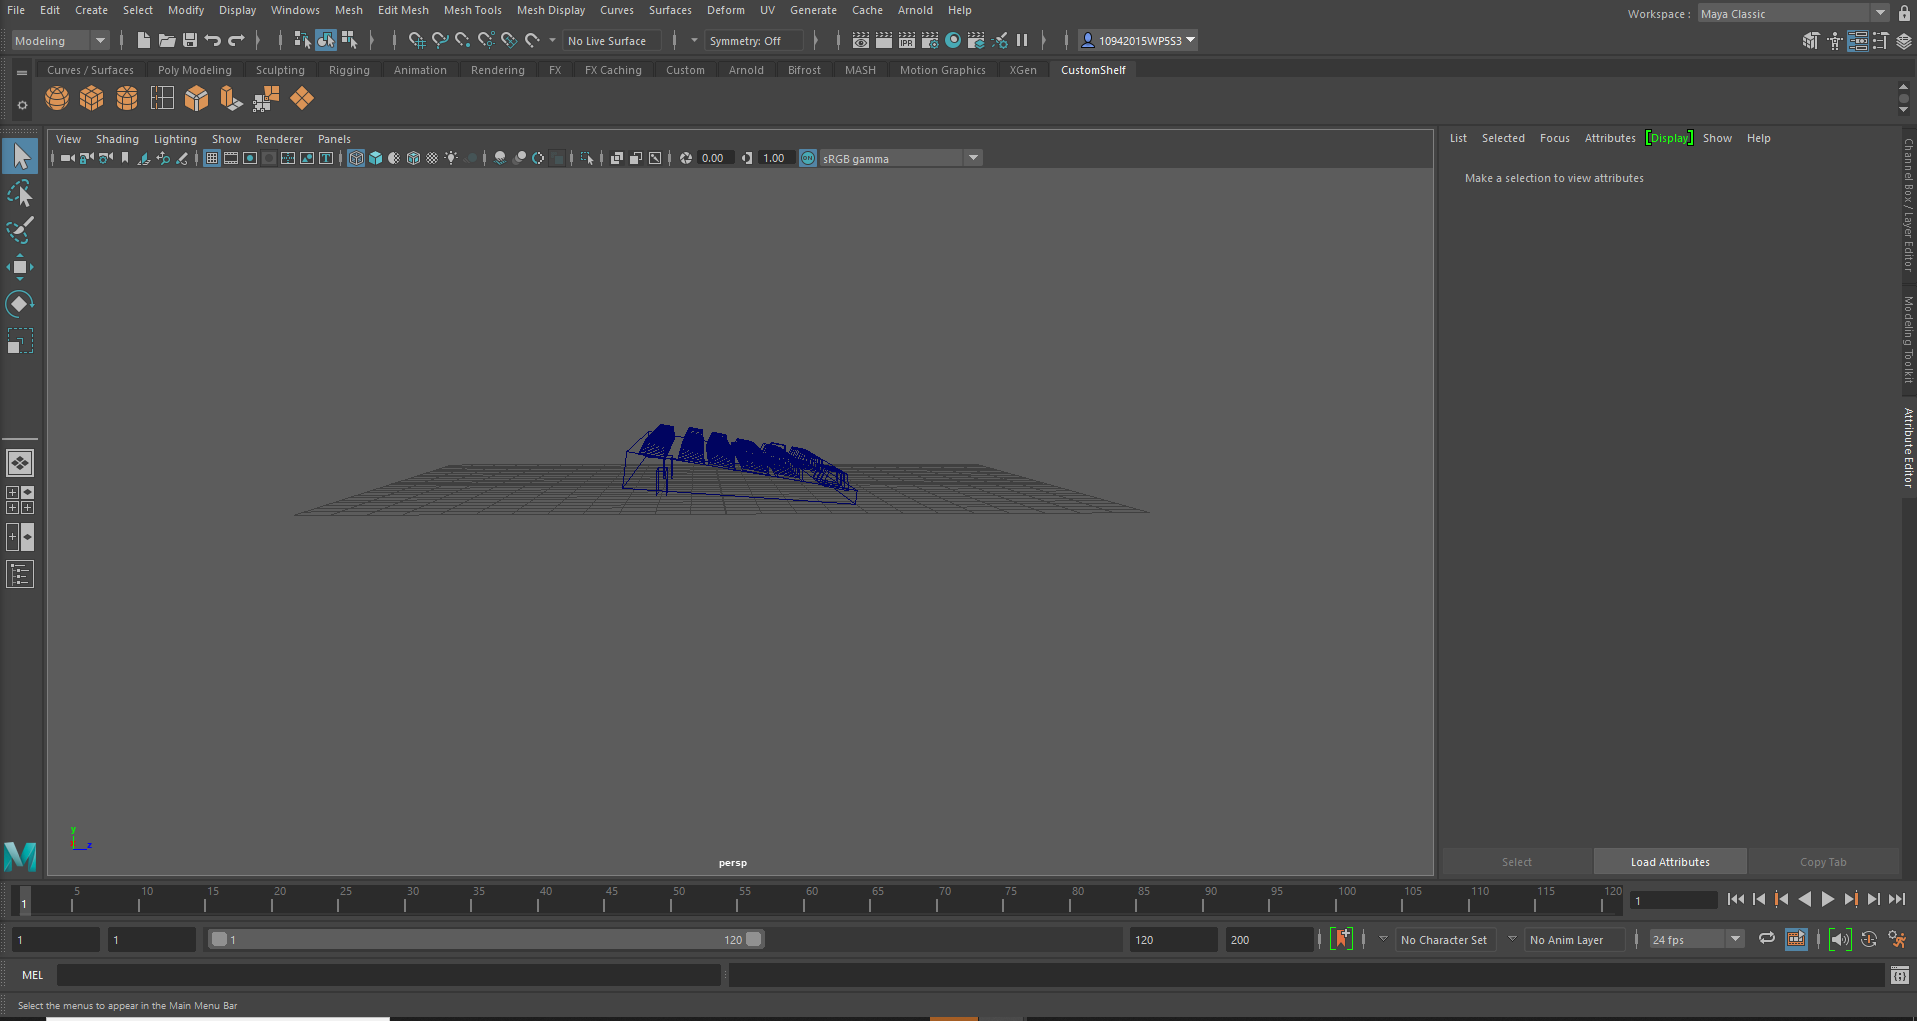 File Edit Create Select Modify Display Windows Mesh Edit Mesh Mesh Tools Mesh Display Curves Surfaces Deform UV Generate Cache Arnold Help
Workspace : Maya Classic
Modeling No Live Surface Symmetry: Off IPR 10942015WP5S3
Curves / Surfaces Poly Modeling Sculpting Rigging Animation Rendering FX FX Caching Custom Arnold Bifrost MASH Motion Graphics XGen CustomShelf
View Shading Lighting Show Renderer Panels
0.00 1.00 ON sRGB gamma
List Selected Focus Attributes [Display] Show Help
Make a selection to view attributes
Channel Box / Layer Editor
Modeling Toolkit
Attribute Editor
y
z
persp
Select Load Attributes Copy Tab
1 5 10 15 20 25 30 35 40 45 50 55 60 65 70 75 80 85 90 95 100 105 110 115 120 1
1 1 1 120 120 200 No Character Set No Anim Layer 24 fps
MEL
Select the menus to appear in the Main Menu Bar